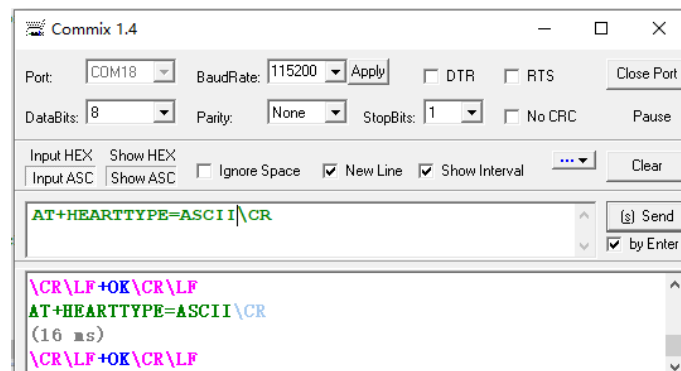 Commix 1.4
Port: COM18 BaudRate: 115200 Apply DTR RTS Close Port
DataBits: 8 Parity: None StopBits: 1 No CRC Pause
Input HEX Show HEX
Input ASC Show ASC Ignore Space New Line Show Interval ... Clear
AT+HEARTTYPE=ASCII\CR
(s) Send
by Enter
\CR\LF+OK\CR\LF
AT+HEARTTYPE=ASCII\CR
(16 ms)
\CR\LF+OK\CR\LF